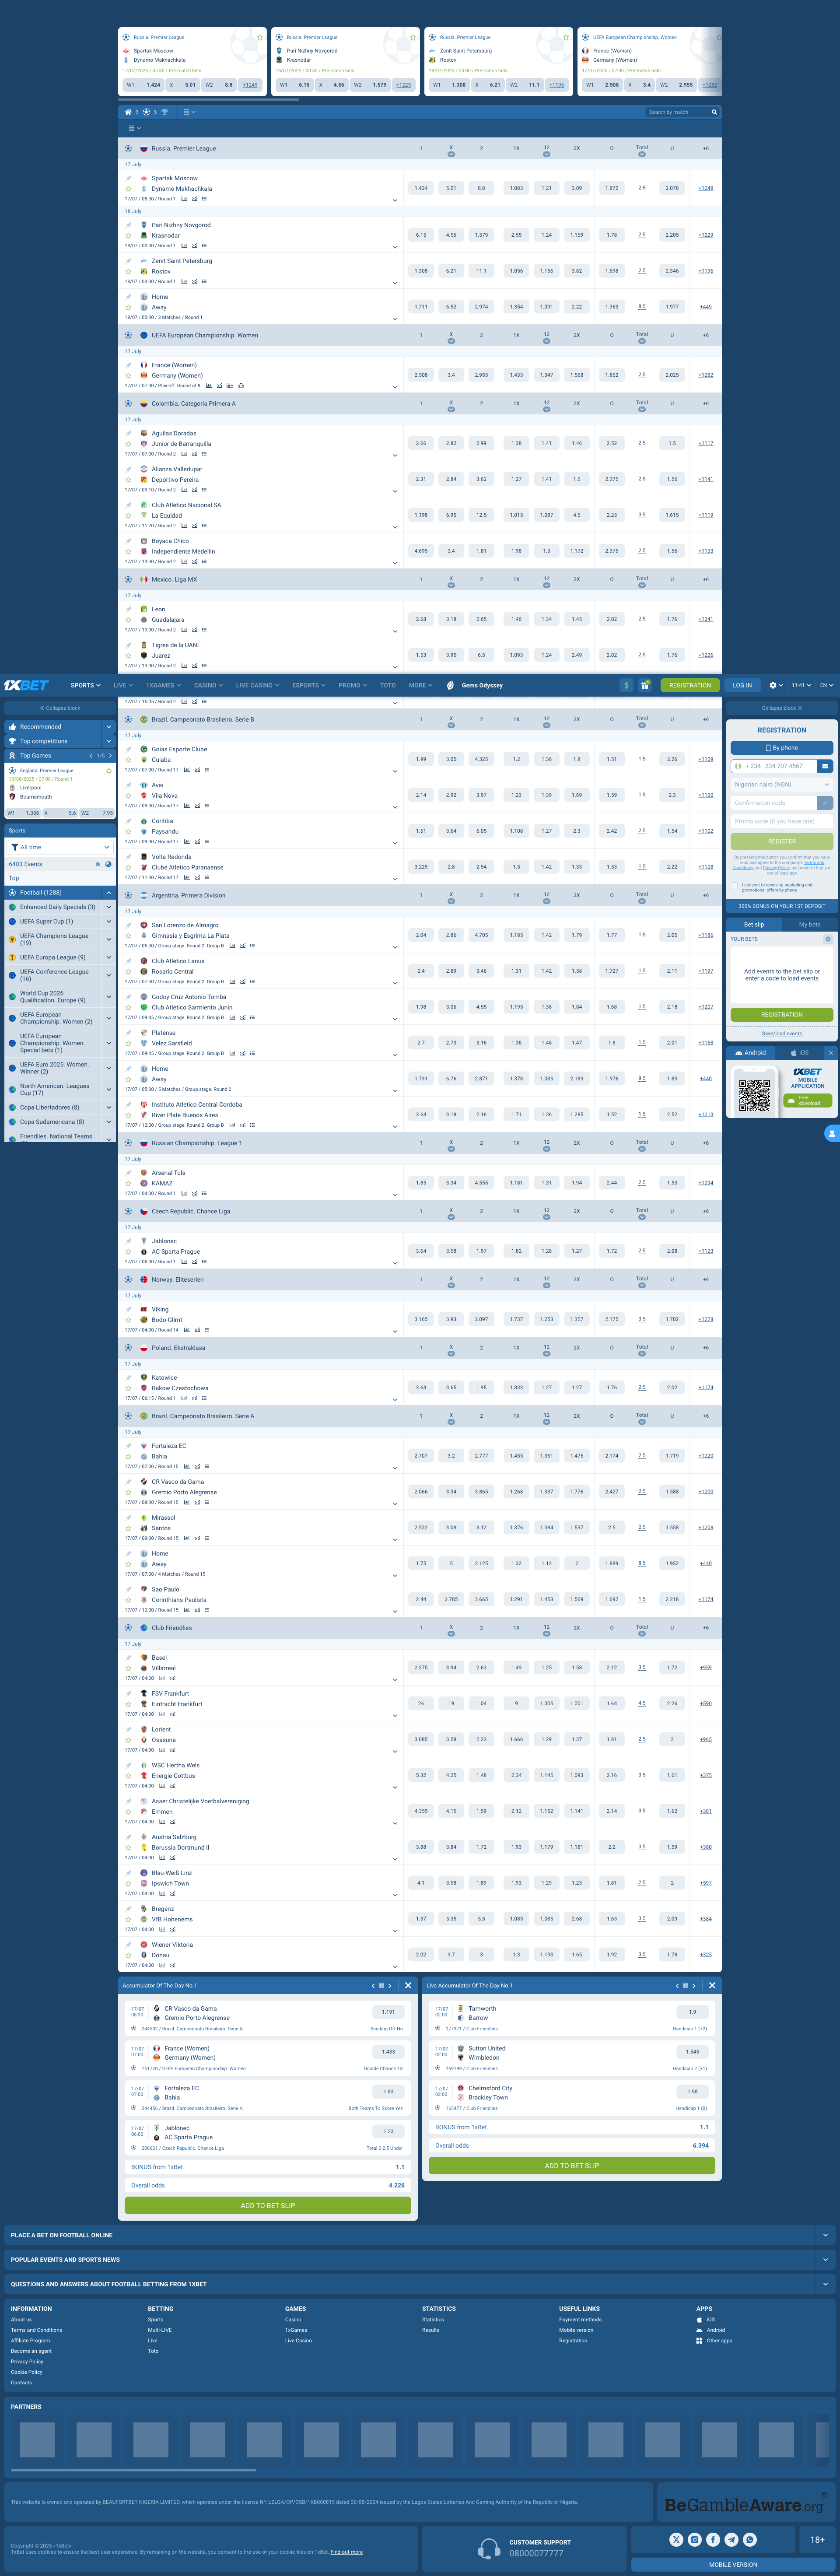 Russia. Premier League
Spartak Moscow
Dynamo Makhachkala
17/07/2025 / 05:30 / Pre-match bets
W1 1.424 X 5.01 W2 8.8 +1249
Russia. Premier League
Pari Nizhny Novgorod
Krasnodar
18/07/2025 / 00:30 / Pre-match bets
W1 6.15 X 4.56 W2 1.579 +1229
Russia. Premier League
Zenit Saint Petersburg
Rostov
18/07/2025 / 03:00 / Pre-match bets
W1 1.308 X 6.21 W2 11.1 +1196
UEFA European Championship. Women
France (Women)
Germany (Women)
17/07/2025 / 07:00 / Pre-match bets
W1 2.508 X 3.4 W2 2.955 +1282
Search by match
Russia. Premier League 1 X 2 1X 12 2X O Total U +6
17 July
Spartak Moscow
Dynamo Makhachkala
17/07 / 05:30 / Round 1
1.424 5.01 8.8 1.083 1.21 3.09 1.872 2.5 2.078 +1249
18 July
Pari Nizhny Novgorod
Krasnodar
18/07 / 00:30 / Round 1
6.15 4.56 1.579 2.55 1.24 1.159 1.78 2.5 2.205 +1229
Zenit Saint Petersburg
Rostov
18/07 / 03:00 / Round 1
1.308 6.21 11.1 1.056 1.156 3.82 1.698 2.5 2.346 +1196
Home
Away
18/07 / 00:30 / 3 Matches / Round 1
1.711 6.52 2.974 1.354 1.091 2.22 1.963 8.5 1.977 +449
UEFA European Championship. Women 1 X 2 1X 12 2X O Total U +6
17 July
France (Women)
Germany (Women)
17/07 / 07:00 / Play-off. Round of 8
2.508 3.4 2.955 1.433 1.347 1.568 1.862 2.5 2.025 +1282
Colombia. Categoria Primera A 1 X 2 1X 12 2X O Total U +6
17 July
Aguilas Doradas
Junior de Barranquilla
17/07 / 07:00 / Round 2
2.66 2.82 2.99 1.38 1.41 1.46 2.52 2.5 1.5 +1117
Alianza Valledupar
Deportivo Pereira
17/07 / 09:10 / Round 2
2.31 2.84 3.62 1.27 1.41 1.6 2.375 2.5 1.56 +1141
Club Atletico Nacional SA
La Equidad
17/07 / 11:20 / Round 2
1.198 6.95 12.5 1.015 1.087 4.5 2.25 3.5 1.615 +1119
Boyaca Chico
Independiente Medellin
17/07 / 13:30 / Round 2
4.695 3.4 1.81 1.98 1.3 1.172 2.375 2.5 1.56 +1133
Mexico. Liga MX 1 X 2 1X 12 2X O Total U +6
17 July
Leon
Guadalajara
17/07 / 13:00 / Round 2
2.68 3.18 2.65 1.46 1.34 1.45 2.02 2.5 1.76 +1241
Tigres de la UANL
Juarez
17/07 / 13:00 / Round 2
1.53 3.95 6.5 1.093 1.24 2.49 2.02 2.5 1.76 +1226
1XBET SPORTS LIVE 1XGAMES CASINO LIVE CASINO ESPORTS PROMO TOTO MORE Gems Odyssey $ REGISTRATION LOG IN 11:41 EN
17/07 / 15:05 / Round 2
Collapse block
Recommended
Top competitions
Top Games 1/5
England. Premier League
13/08/2025 / 07:00 / Round 1
Liverpool
Bournemouth
W1 1.386 X 5.6 W2 7.95
Sports
All time
6403 Events
Top
Football (1288)
Enhanced Daily Specials (3)
UEFA Super Cup (1)
UEFA Champions League (19)
UEFA Europa League (9)
UEFA Conference League (16)
World Cup 2026 Qualification. Europe (9)
UEFA European Championship. Women (2)
UEFA European Championship. Women. Special bets (1)
UEFA Euro 2025. Women. Winner (2)
North American. Leagues Cup (17)
Copa Libertadores (8)
Copa Sudamericana (8)
Friendlies. National Teams
Brazil. Campeonato Brasileiro. Serie B 1 X 2 1X 12 2X O Total U +6
17 July
Goias Esporte Clube
Cuiaba
17/07 / 07:00 / Round 17
1.99 3.05 4.325 1.2 1.36 1.8 1.51 1.5 2.26 +1109
Avai
Vila Nova
17/07 / 09:30 / Round 17
2.14 2.92 3.97 1.23 1.39 1.69 1.59 1.5 2.3 +1100
Coritiba
Paysandu
17/07 / 09:30 / Round 17
1.61 3.64 6.05 1.108 1.27 2.3 2.42 2.5 1.54 +1102
Volta Redonda
Clube Atletico Paranaense
17/07 / 11:30 / Round 17
3.225 2.8 2.54 1.5 1.42 1.33 1.53 1.5 2.22 +1108
Argentina. Primera Division 1 X 2 1X 12 2X O Total U +6
17 July
San Lorenzo de Almagro
Gimnasia y Esgrima La Plata
17/07 / 05:30 / Group stage. Round 2. Group B
2.04 2.86 4.705 1.185 1.42 1.79 1.77 1.5 2.05 +1186
Club Atletico Lanus
Rosario Central
17/07 / 07:30 / Group stage. Round 2. Group B
2.4 2.89 3.46 1.31 1.42 1.58 1.727 1.5 2.11 +1197
Godoy Cruz Antonio Tomba
Club Atletico Sarmiento Junin
17/07 / 09:45 / Group stage. Round 2. Group B
1.98 3.06 4.55 1.195 1.38 1.84 1.68 1.5 2.18 +1207
Platense
Velez Sarsfield
17/07 / 09:45 / Group stage. Round 2. Group B
2.7 2.73 3.16 1.36 1.46 1.47 1.8 1.5 2.01 +1168
Home
Away
17/07 / 05:30 / 5 Matches / Group stage. Round 2
1.731 6.76 2.871 1.378 1.085 2.183 1.976 9.5 1.83 +440
Instituto Atletico Central Cordoba
River Plate Buenos Aires
17/07 / 12:00 / Group stage. Round 2. Group B
3.64 3.18 2.16 1.71 1.36 1.285 1.52 1.5 2.52 +1213
Russian Championship. League 1 1 X 2 1X 12 2X O Total U +6
17 July
Arsenal Tula
KAMAZ
17/07 / 04:00 / Round 1
1.85 3.34 4.555 1.181 1.31 1.94 2.44 2.5 1.53 +1094
Czech Republic. Chance Liga 1 X 2 1X 12 2X O Total U +6
17 July
Jablonec
AC Sparta Prague
17/07 / 06:00 / Round 1
3.64 3.58 1.97 1.82 1.28 1.27 1.72 2.5 2.08 +1123
Norway. Eliteserien 1 X 2 1X 12 2X O Total U +6
17 July
Viking
Bodo-Glimt
17/07 / 04:00 / Round 14
3.165 3.93 2.097 1.737 1.253 1.357 2.175 3.5 1.702 +1278
Poland. Ekstraklasa 1 X 2 1X 12 2X O Total U +6
17 July
Katowice
Rakow Czestochowa
17/07 / 06:15 / Round 1
3.64 3.65 1.95 1.833 1.27 1.27 1.76 2.5 2.02 +1174
Brazil. Campeonato Brasileiro. Serie A 1 X 2 1X 12 2X O Total U +6
17 July
Fortaleza EC
Bahia
17/07 / 07:00 / Round 15
2.707 3.2 2.777 1.455 1.361 1.476 2.174 2.5 1.719 +1220
CR Vasco da Gama
Gremio Porto Alegrense
17/07 / 08:30 / Round 15
2.066 3.34 3.865 1.268 1.337 1.776 2.427 2.5 1.588 +1200
Mirassol
Santos
17/07 / 09:30 / Round 15
2.522 3.08 3.12 1.376 1.384 1.537 2.5 2.5 1.558 +1208
Home
Away
17/07 / 07:00 / 4 Matches / Round 15
1.75 5 3.125 1.32 1.13 2 1.889 8.5 1.952 +440
Sao Paulo
Corinthians Paulista
17/07 / 12:00 / Round 15
2.44 2.785 3.665 1.291 1.453 1.569 1.692 1.5 2.218 +1174
Club Friendlies 1 X 2 1X 12 2X O Total U +6
17 July
Basel
Villarreal
17/07 / 04:00
2.375 3.94 2.63 1.49 1.25 1.58 2.12 3.5 1.72 +959
FSV Frankfurt
Eintracht Frankfurt
17/07 / 04:00
26 19 1.04 9 1.005 1.001 1.64 4.5 2.26 +590
Lorient
Osasuna
17/07 / 04:00
3.085 3.58 2.23 1.666 1.29 1.37 1.81 2.5 2 +965
WSC Hertha Wels
Energie Cottbus
17/07 / 04:00
5.32 4.25 1.48 2.34 1.145 1.093 2.16 3.5 1.61 +375
Asser Christelijke Voetbalvereniging
Emmen
17/07 / 04:00
4.355 4.15 1.59 2.12 1.152 1.141 2.14 3.5 1.62 +381
Austria Salzburg
Borussia Dortmund II
17/07 / 04:00
3.88 3.84 1.72 1.93 1.179 1.181 2.2 3.5 1.59 +380
Blau-Weiß Linz
Ipswich Town
17/07 / 04:00
4.1 3.58 1.89 1.93 1.29 1.23 1.81 2.5 2 +597
Bregenz
VfB Hohenems
17/07 / 04:00
1.37 5.35 5.5 1.085 1.085 2.68 1.65 3.5 2.09 +384
Wiener Viktoria
Donau
17/07 / 04:00
2.02 3.7 3 1.3 1.193 1.65 1.92 3.5 1.78 +325
Collapse block
REGISTRATION
By phone
+ 234 234 707 4567
Nigerian naira (NGN)
Confirmation code
Promo code (if you have one)
REGISTER
By pressing this button you confirm that you have read and agree to the company's Terms and Conditions and Privacy Policy and confirm that you are of legal age
I consent to receiving marketing and promotional offers by phone
300% BONUS ON YOUR 1ST DEPOSIT
Bet slip My bets
YOUR BETS
Add events to the bet slip or enter a code to load events
REGISTRATION
Save/load events
Android iOS
1XBET
MOBILE APPLICATION
Free download
Accumulator Of The Day No.1
17/07 08:30 CR Vasco da Gama
Gremio Porto Alegrense 1.191
244502 / Brazil. Campeonato Brasileiro. Serie A Sending Off No
17/07 07:00 France (Women)
Germany (Women) 1.433
161720 / UEFA European Championship, Women Double Chance 1X
17/07 07:00 Fortaleza EC
Bahia 1.83
244456 / Brazil. Campeonato Brasileiro. Serie A Both Teams To Score Yes
17/07 06:00 Jablonec
AC Sparta Prague 1.23
206621 / Czech Republic. Chance Liga Total 2 2.5 Under
BONUS from 1xBet 1.1
Overall odds 4.226
ADD TO BET SLIP
Live Accumulator Of The Day No.1
17/07 02:00 Tamworth
Barrow 1.9
177371 / Club Friendlies Handicap 1 (+2)
17/07 02:00 Sutton United
Wimbledon 1.545
169199 / Club Friendlies Handicap 2 (+1)
17/07 02:00 Chelmsford City
Brackley Town 1.98
165477 / Club Friendlies Handicap 1 (0)
BONUS from 1xBet 1.1
Overall odds 6.394
ADD TO BET SLIP
PLACE A BET ON FOOTBALL ONLINE
POPULAR EVENTS AND SPORTS NEWS
QUESTIONS AND ANSWERS ABOUT FOOTBALL BETTING FROM 1XBET
INFORMATION
About us
Terms and Conditions
Affiliate Program
Become an agent
Privacy Policy
Cookie Policy
Contacts
BETTING
Sports
Multi-LIVE
Live
Toto
GAMES
Casino
1xGames
Live Casino
STATISTICS
Statistics
Results
USEFUL LINKS
Payment methods
Mobile version
Registration
APPS
iOS
Android
Other apps
PARTNERS
This website is owned and operated by BEAUFORTBET NIGERIA LIMITED, which operates under the license Nº: LSLGA/OP/OSB/1XB060815 dated 06/08/2024 issued by the Lagos State Lotteries And Gaming Authority of the Republic of Nigeria.
BeGambleAware.org
Copyright © 2025 «1xBet».
1xBet uses cookies to ensure the best user experience. By remaining on the website, you consent to the use of your cookie files on 1xBet. Find out more
CUSTOMER SUPPORT
08000077777
18+
MOBILE VERSION